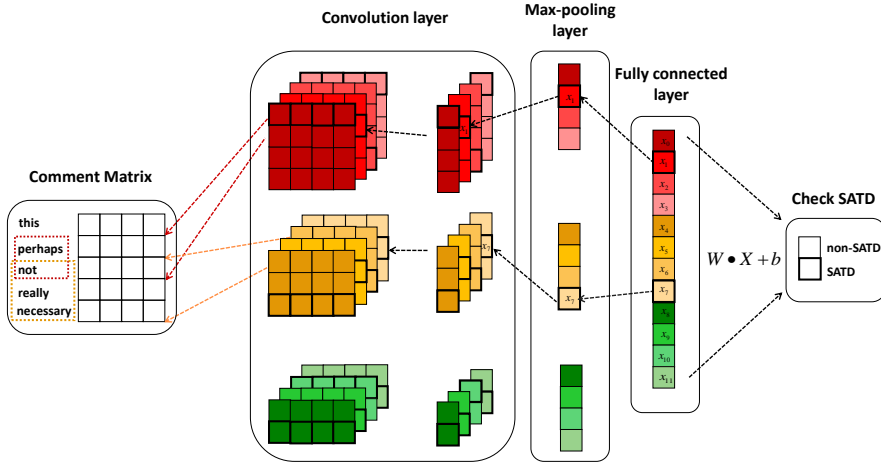 Convolution layer
Max-pooling
layer
Fully connected
layer
Comment Matrix
Check SATD
this
perhaps
not
really
necessary
x₁
x₁
x₇
x₇
x₀
x₁
x₂
x₃
x₄
x₅
x₆
x₇
x₈
x₉
x₁₀
x₁₁
W • X + b
non-SATD
SATD